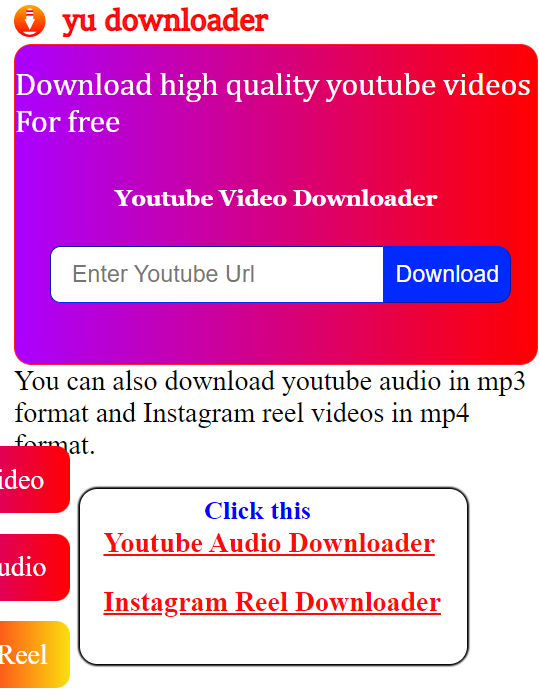 yu downloader
Download high quality youtube videos
For free
Youtube Video Downloader
Enter Youtube Url
Download
You can also download youtube audio in mp3
format and Instagram reel videos in mp4
format.
ideo
Click this
Youtube Audio Downloader
udio
Instagram Reel Downloader
Reel